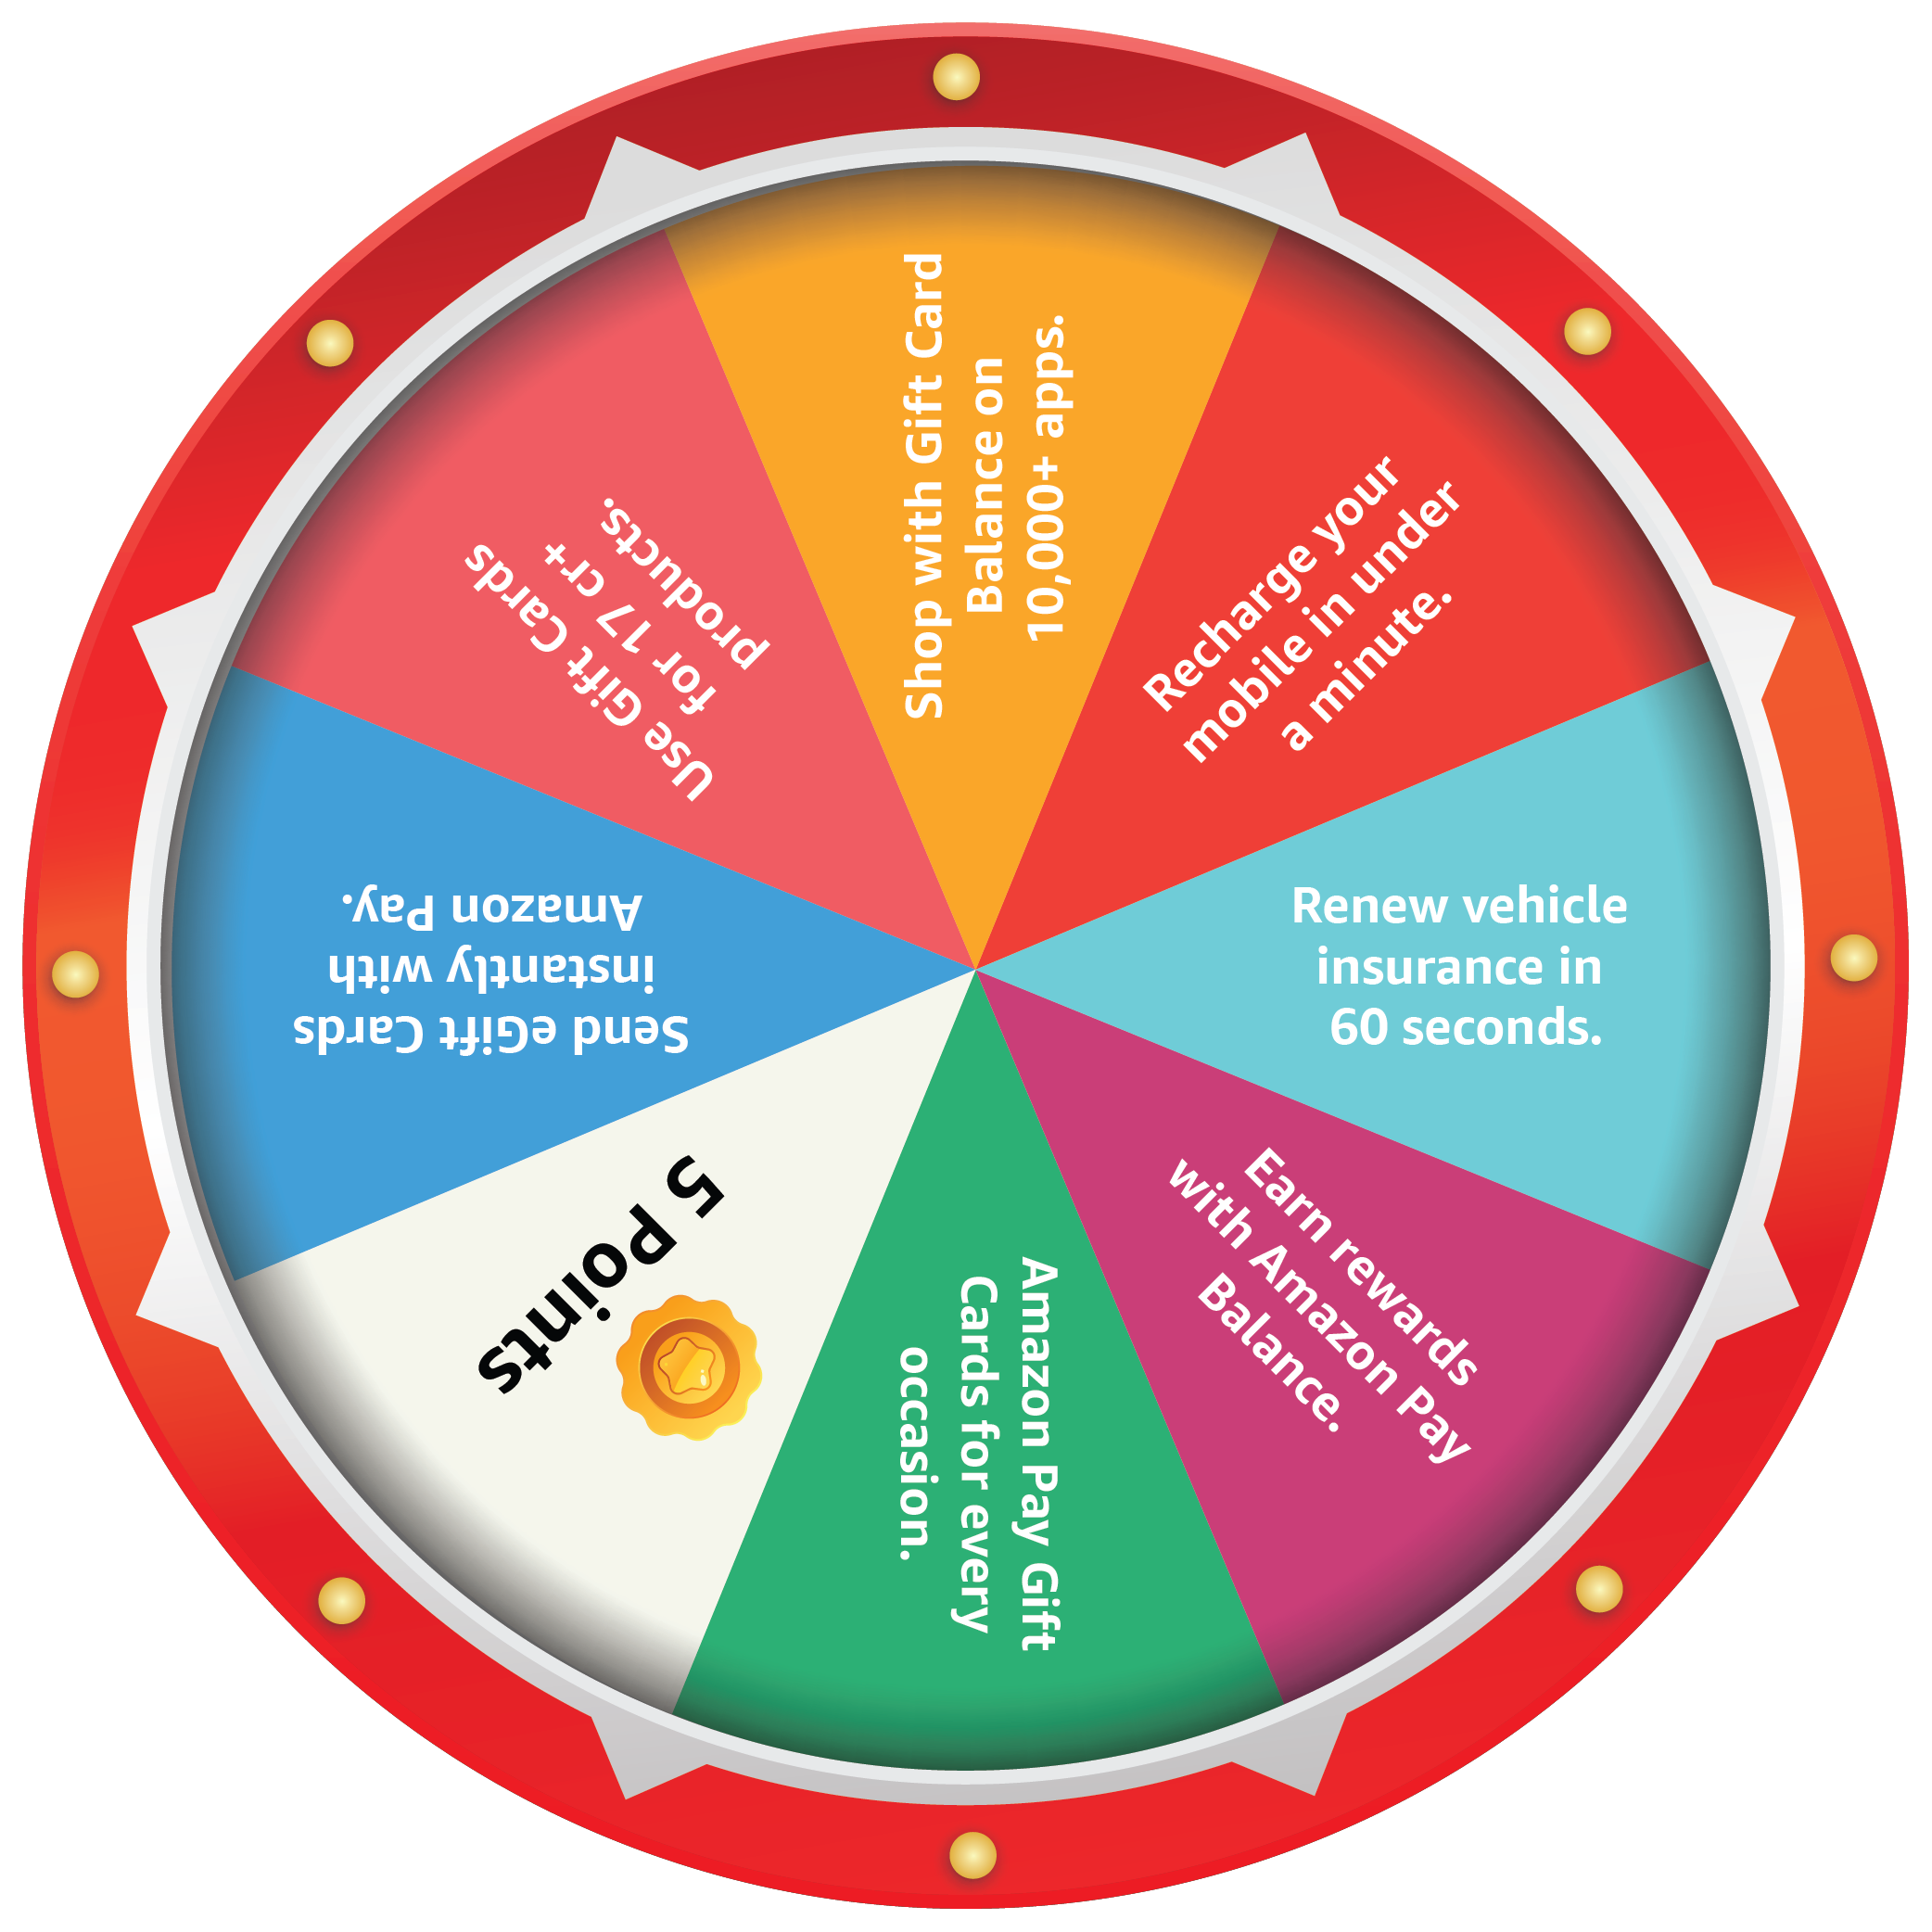 Shop with Gift Card
Balance on
10,000+ apps.
Recharge your
mobile in under
a minute.
Renew vehicle
insurance in
60 seconds.
Earn rewards
with Amazon Pay
Balance.
Amazon Pay Gift
Cards for every
occasion.
5 Points
Send eGift Cards
instantly with
Amazon Pay.
Use Gift Cards
for 17 cr+
products.